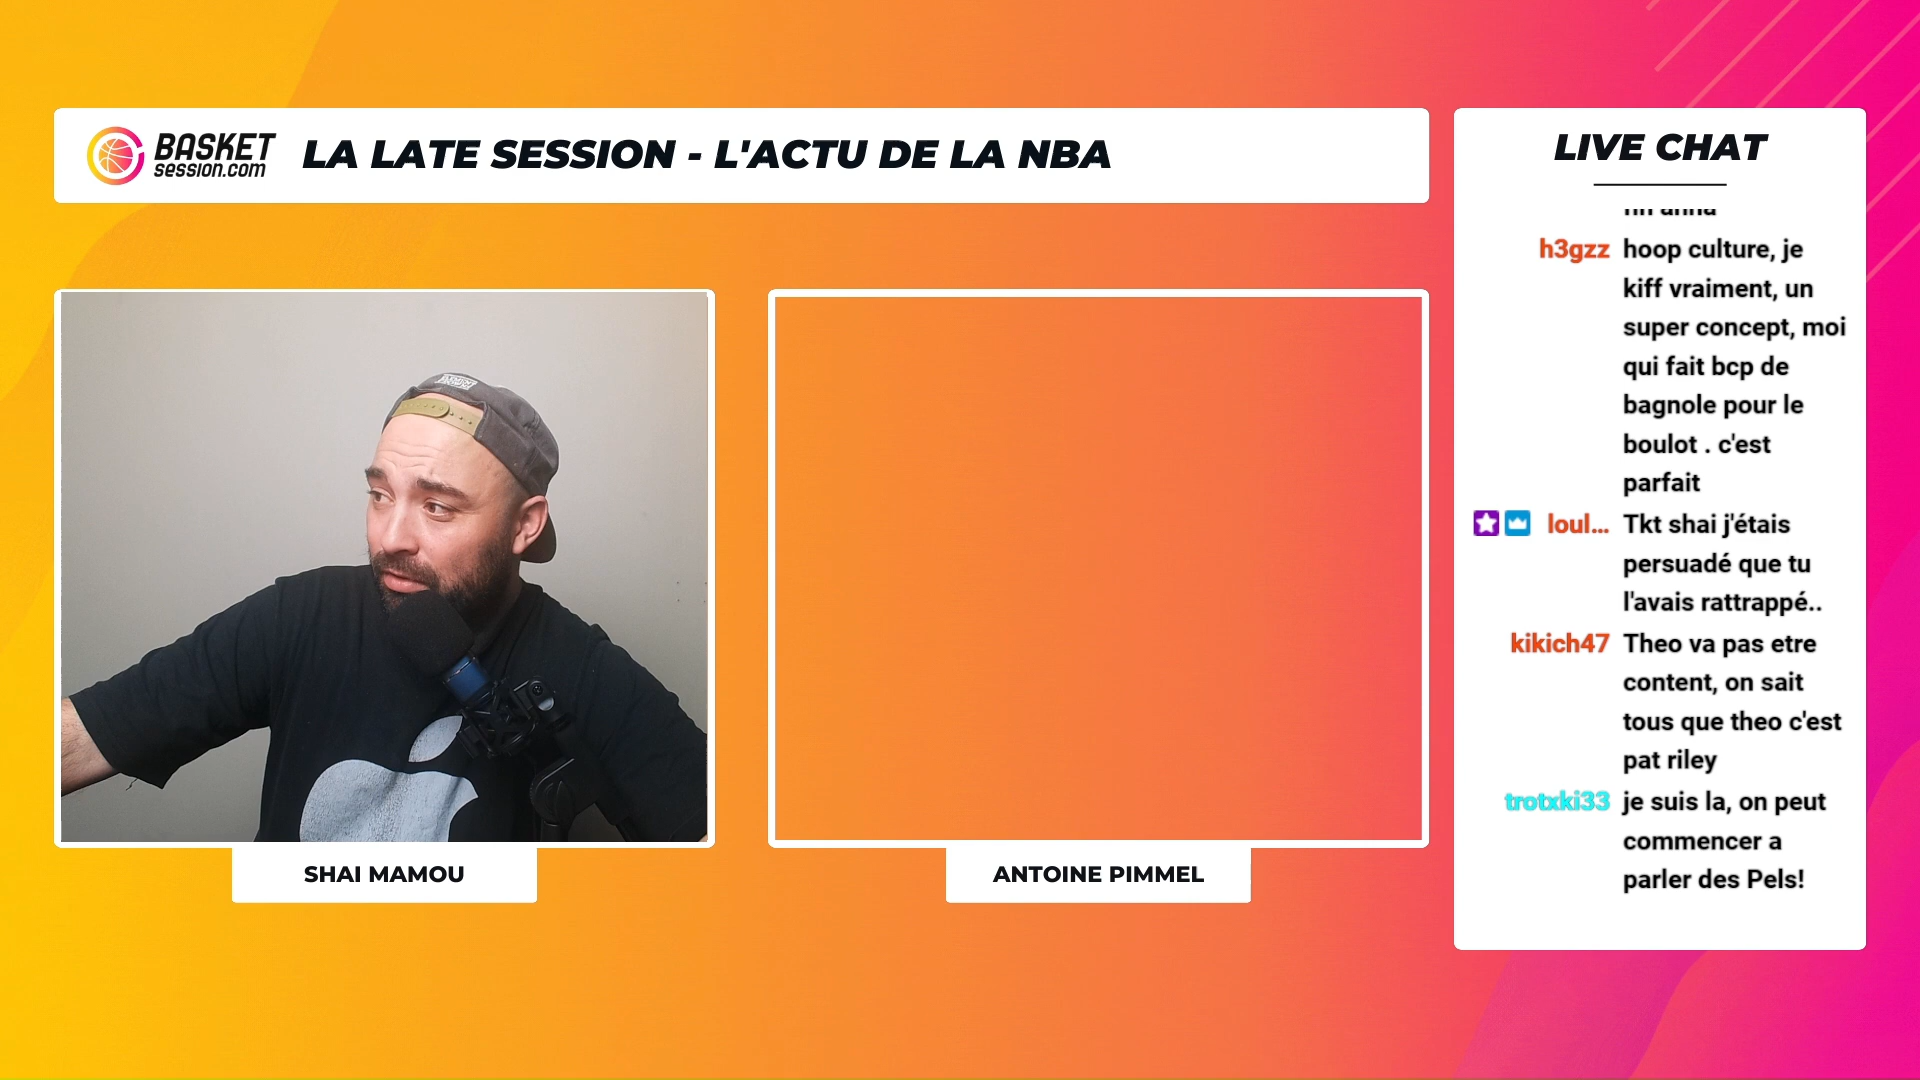 BASKET
SESSION.COM
LA LATE SESSION - L'ACTU DE LA NBA
SHAI MAMOU
ANTOINE PIMMEL
LIVE CHAT
h3gzz hoop culture, je
kiff vraiment, un
super concept, moi
qui fait bcp de
bagnole pour le
boulot . c'est
parfait
loul... Tkt shai j'étais
persuadé que tu
l'avais rattrappé..
kikich47 Theo va pas etre
content, on sait
tous que theo c'est
pat riley
trotxki33 je suis la, on peut
commencer a
parler des Pels!